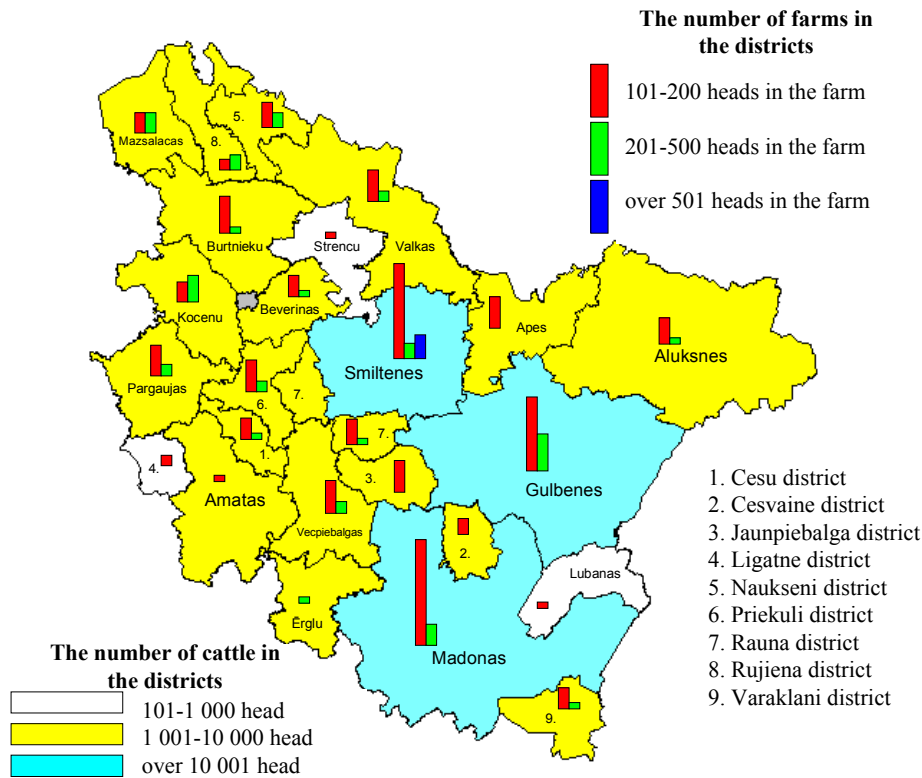 The number of farms in
the districts
101-200 heads in the farm
201-500 heads in the farm
over 501 heads in the farm
5.
Mazsalacas
8.
Burtnieku
Strencu
Valkas
Kocenu
Beverinas
Apes
Aluksnes
Smiltenes
Pargaujas
6.
7.
1.
7.
4.
3.
Amatas
Gulbenes
Vecpiebalgas
2.
Lubanas
Ērglu
Madonas
9.
1. Cesu district
2. Cesvaine district
3. Jaunpiebalga district
4. Ligatne district
5. Naukseni district
6. Priekuli district
7. Rauna district
8. Rujiena district
9. Varaklani district
The number of cattle in
the districts
101-1 000 head
1 001-10 000 head
over 10 001 head